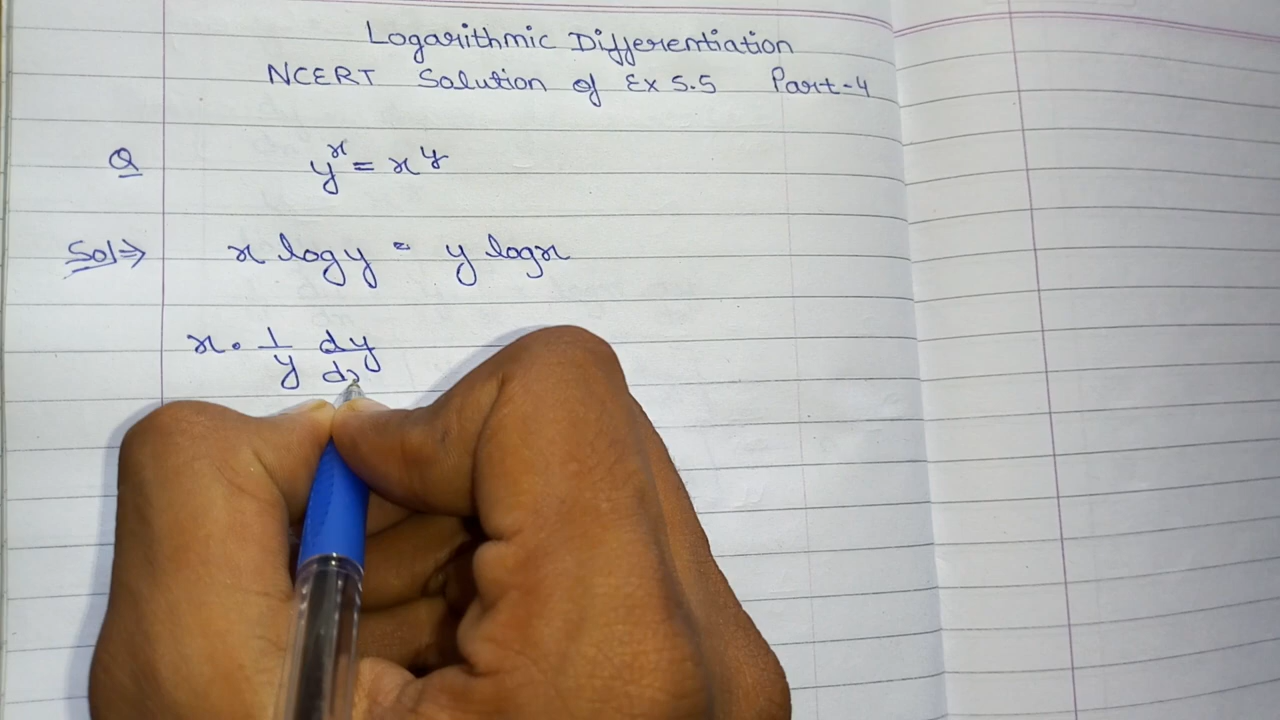 Logarithmic Differentiation
NCERT Solution of Ex 5.5 Part-4
Q y^x = x^y
Sol⇒ x log y = y log x
x · 1/y dy/dx